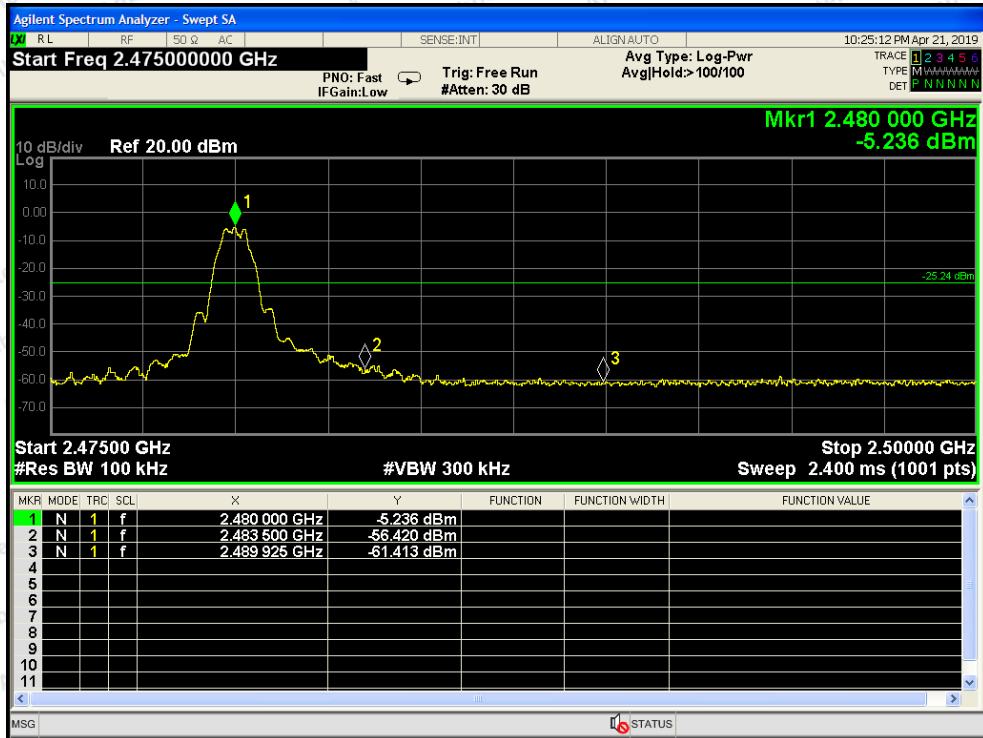 Agilent Spectrum Analyzer - Swept SA
LXI RL RF 50 Ω AC SENSE:INT ALIGNAUTO 10:25:12 PM Apr 21, 2019
Start Freq 2.475000000 GHz
PNO: Fast
IFGain:Low
Trig: Free Run
#Atten: 30 dB
Avg Type: Log-Pwr
Avg|Hold:>100/100
TRACE 1 2 3 4 5 6
TYPE M WWWWW
DET P N N N N N
Mkr1 2.480 000 GHz
-5.236 dBm
10 dB/div Ref 20.00 dBm
Log
10.0
0.00
-10.0
-20.0
-30.0
-40.0
-50.0
-60.0
-70.0
1
2
3
-25.24 dBm
Start 2.47500 GHz Stop 2.50000 GHz
#Res BW 100 kHz #VBW 300 kHz Sweep 2.400 ms (1001 pts)
MKR MODE TRC SCL X Y FUNCTION FUNCTION WIDTH FUNCTION VALUE
1 N 1 f 2.480 000 GHz -5.236 dBm
2 N 1 f 2.483 500 GHz -56.420 dBm
3 N 1 f 2.489 925 GHz -61.413 dBm
4
5
6
7
8
9
10
11
MSG STATUS